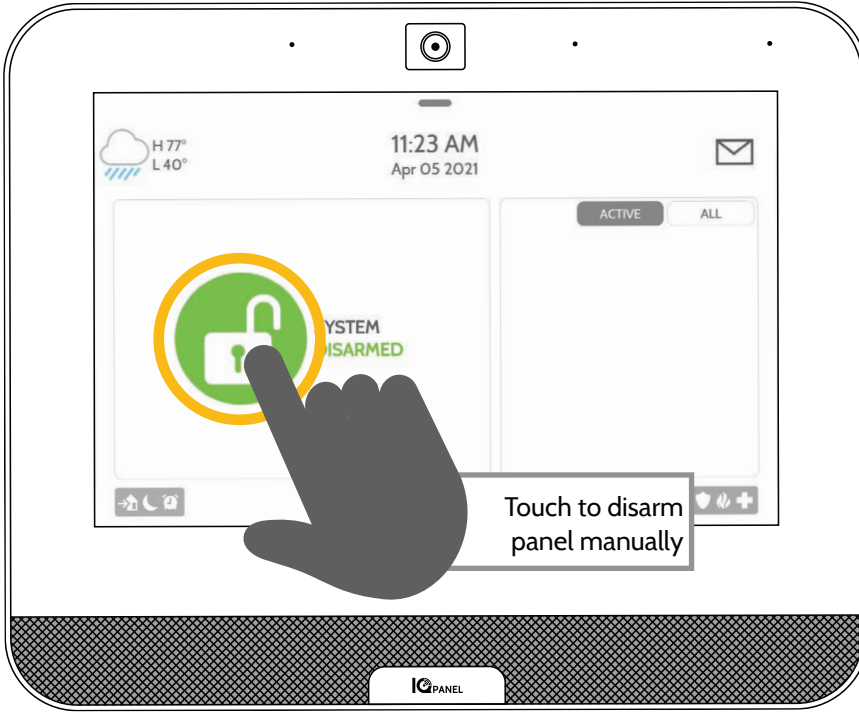 H 77°
L 40°
11:23 AM
Apr 05 2021
ACTIVE
ALL
YSTEM
ISARMED
Touch to disarm
panel manually
IQ PANEL